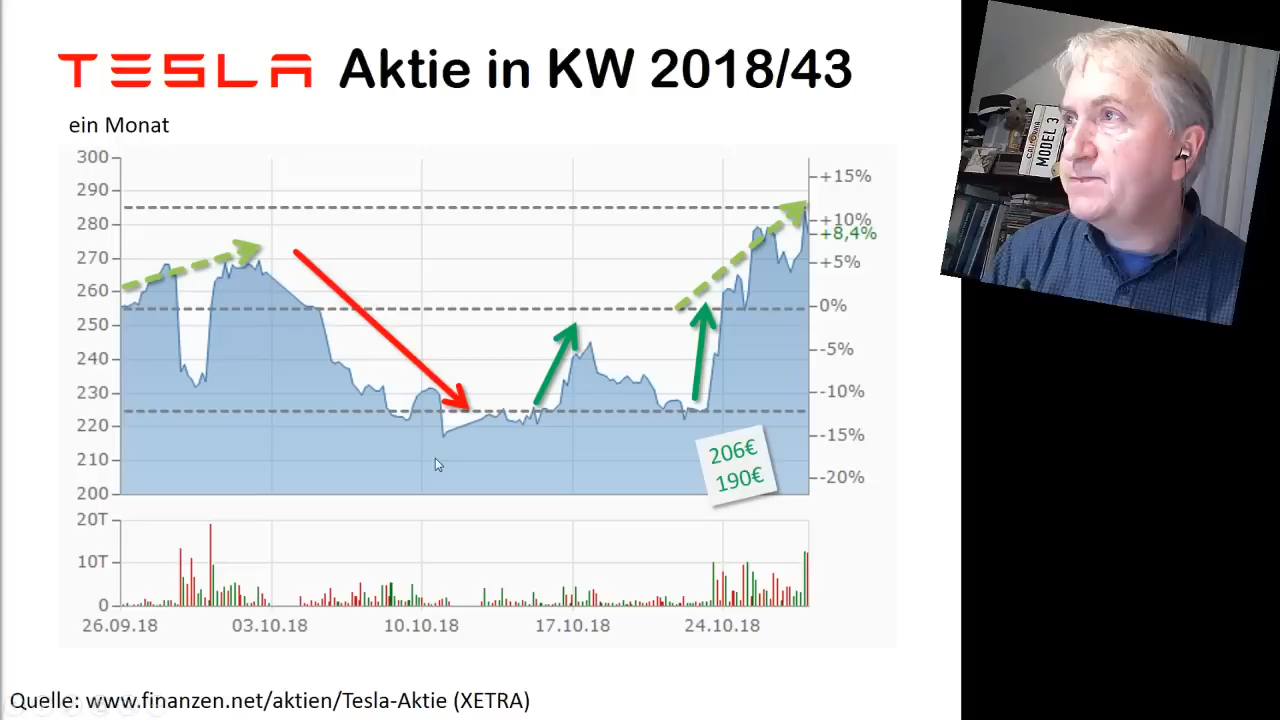 TESLA Aktie in KW 2018/43
ein Monat
300
290
280
270
260
250
240
230
220
210
200
+15%
+10%
+8,4%
+5%
0%
-5%
-10%
-15%
-20%
206€
190€
20T
10T
0
26.09.18 03.10.18 10.10.18 17.10.18 24.10.18
Quelle: www.finanzen.net/aktien/Tesla-Aktie (XETRA)
CALIFORNIA
MODEL 3